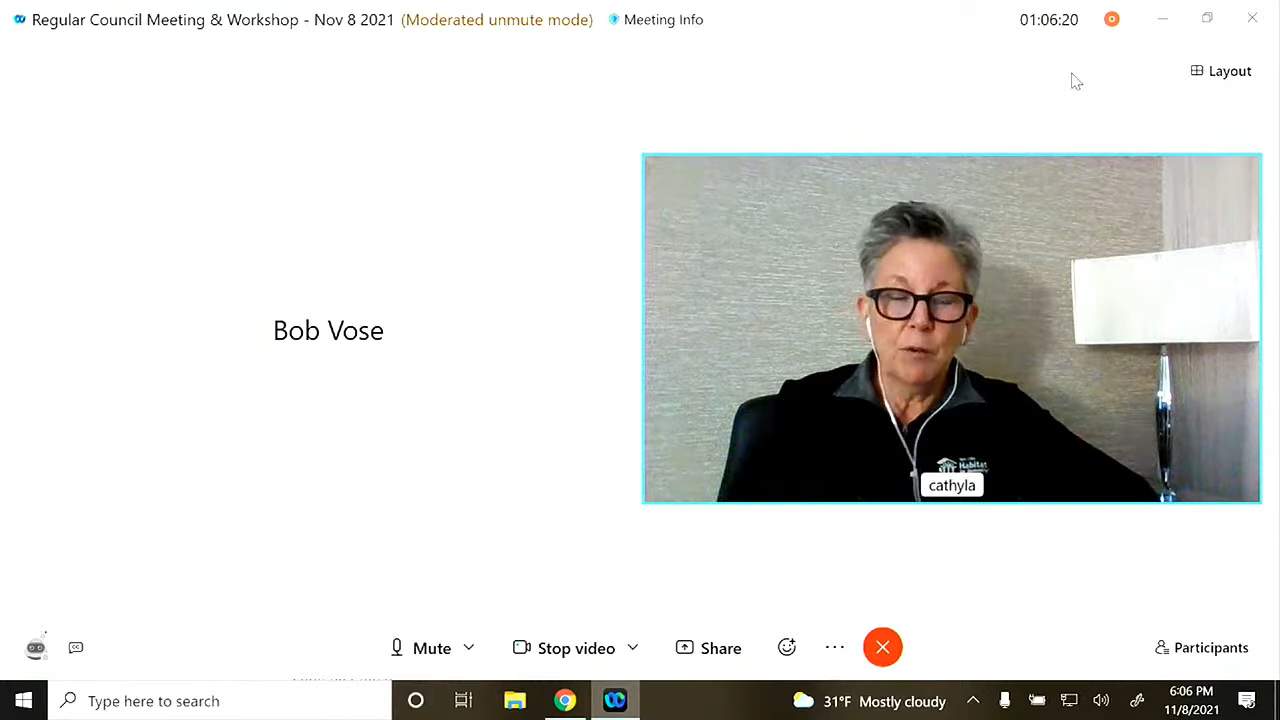 Regular Council Meeting & Workshop - Nov 8 2021 (Moderated unmute mode) Meeting Info 01:06:20
Layout
Bob Vose
Habitat
cathyla
Mute Stop video Share Participants
Type here to search 31°F Mostly cloudy 6:06 PM
11/8/2021